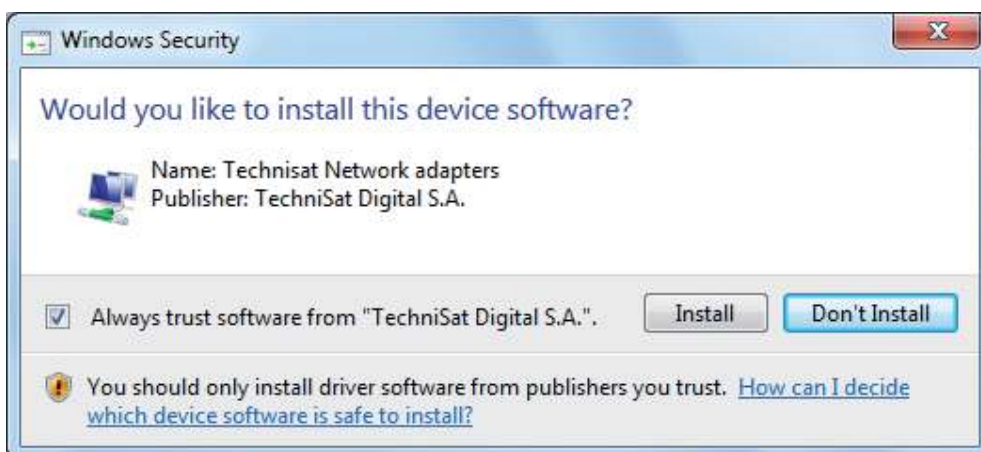 Windows Security
Would you like to install this device software?
Name: Technisat Network adapters
Publisher: TechniSat Digital S.A.
Always trust software from "TechniSat Digital S.A.".
Install
Don't Install
You should only install driver software from publishers you trust. How can I decide
which device software is safe to install?